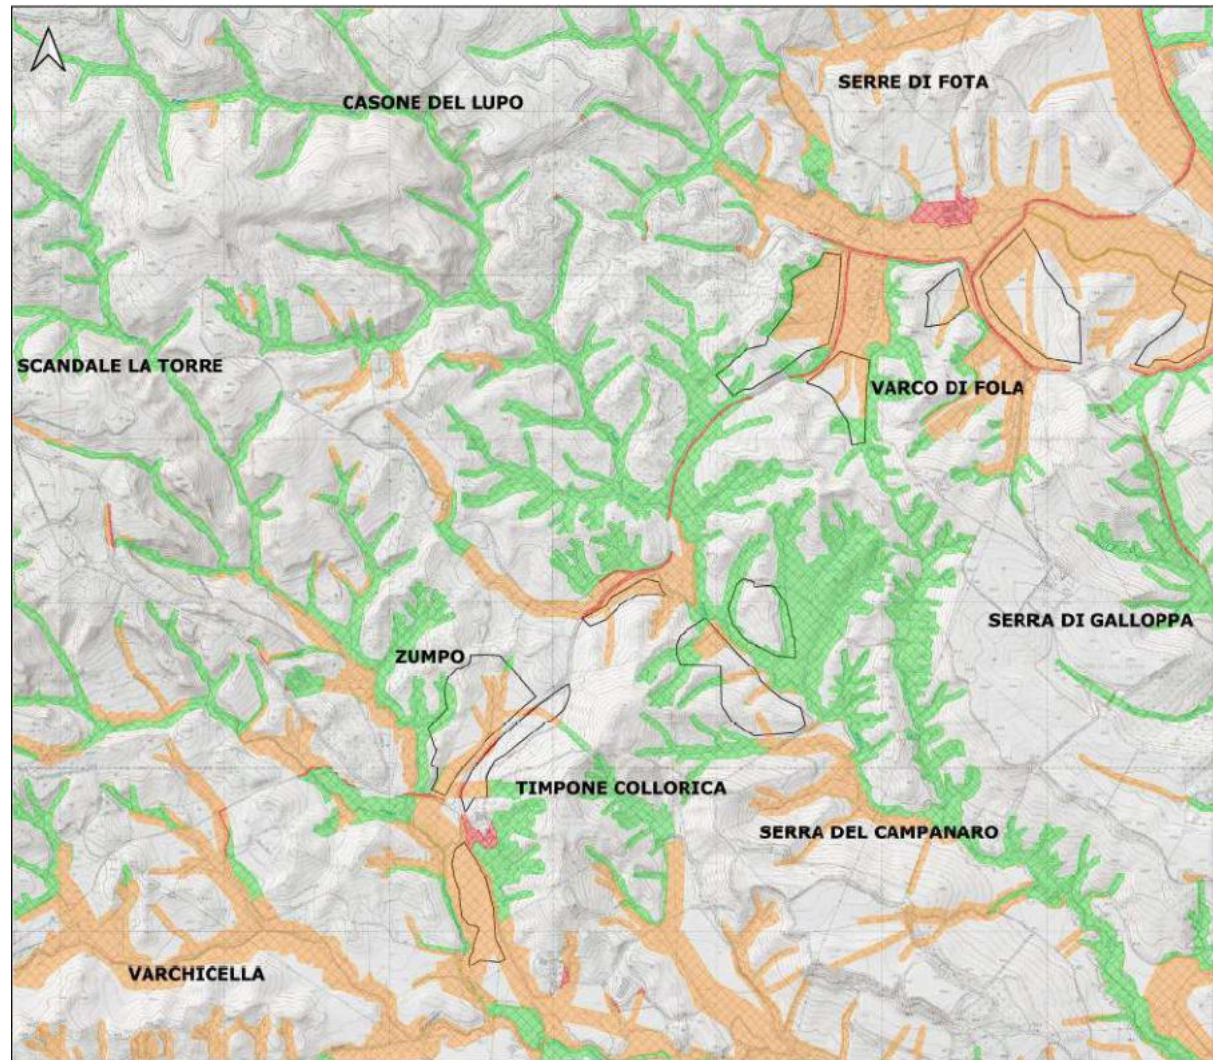 SERRE DI FOTA
CASONE DEL LUPO
SCANDALE LA TORRE
VARCO DI FOLA
SERRA DI GALLOPPA
ZUMPO
TIMPONE COLLORICA
SERRA DEL CAMPANARO
VARCHICELLA